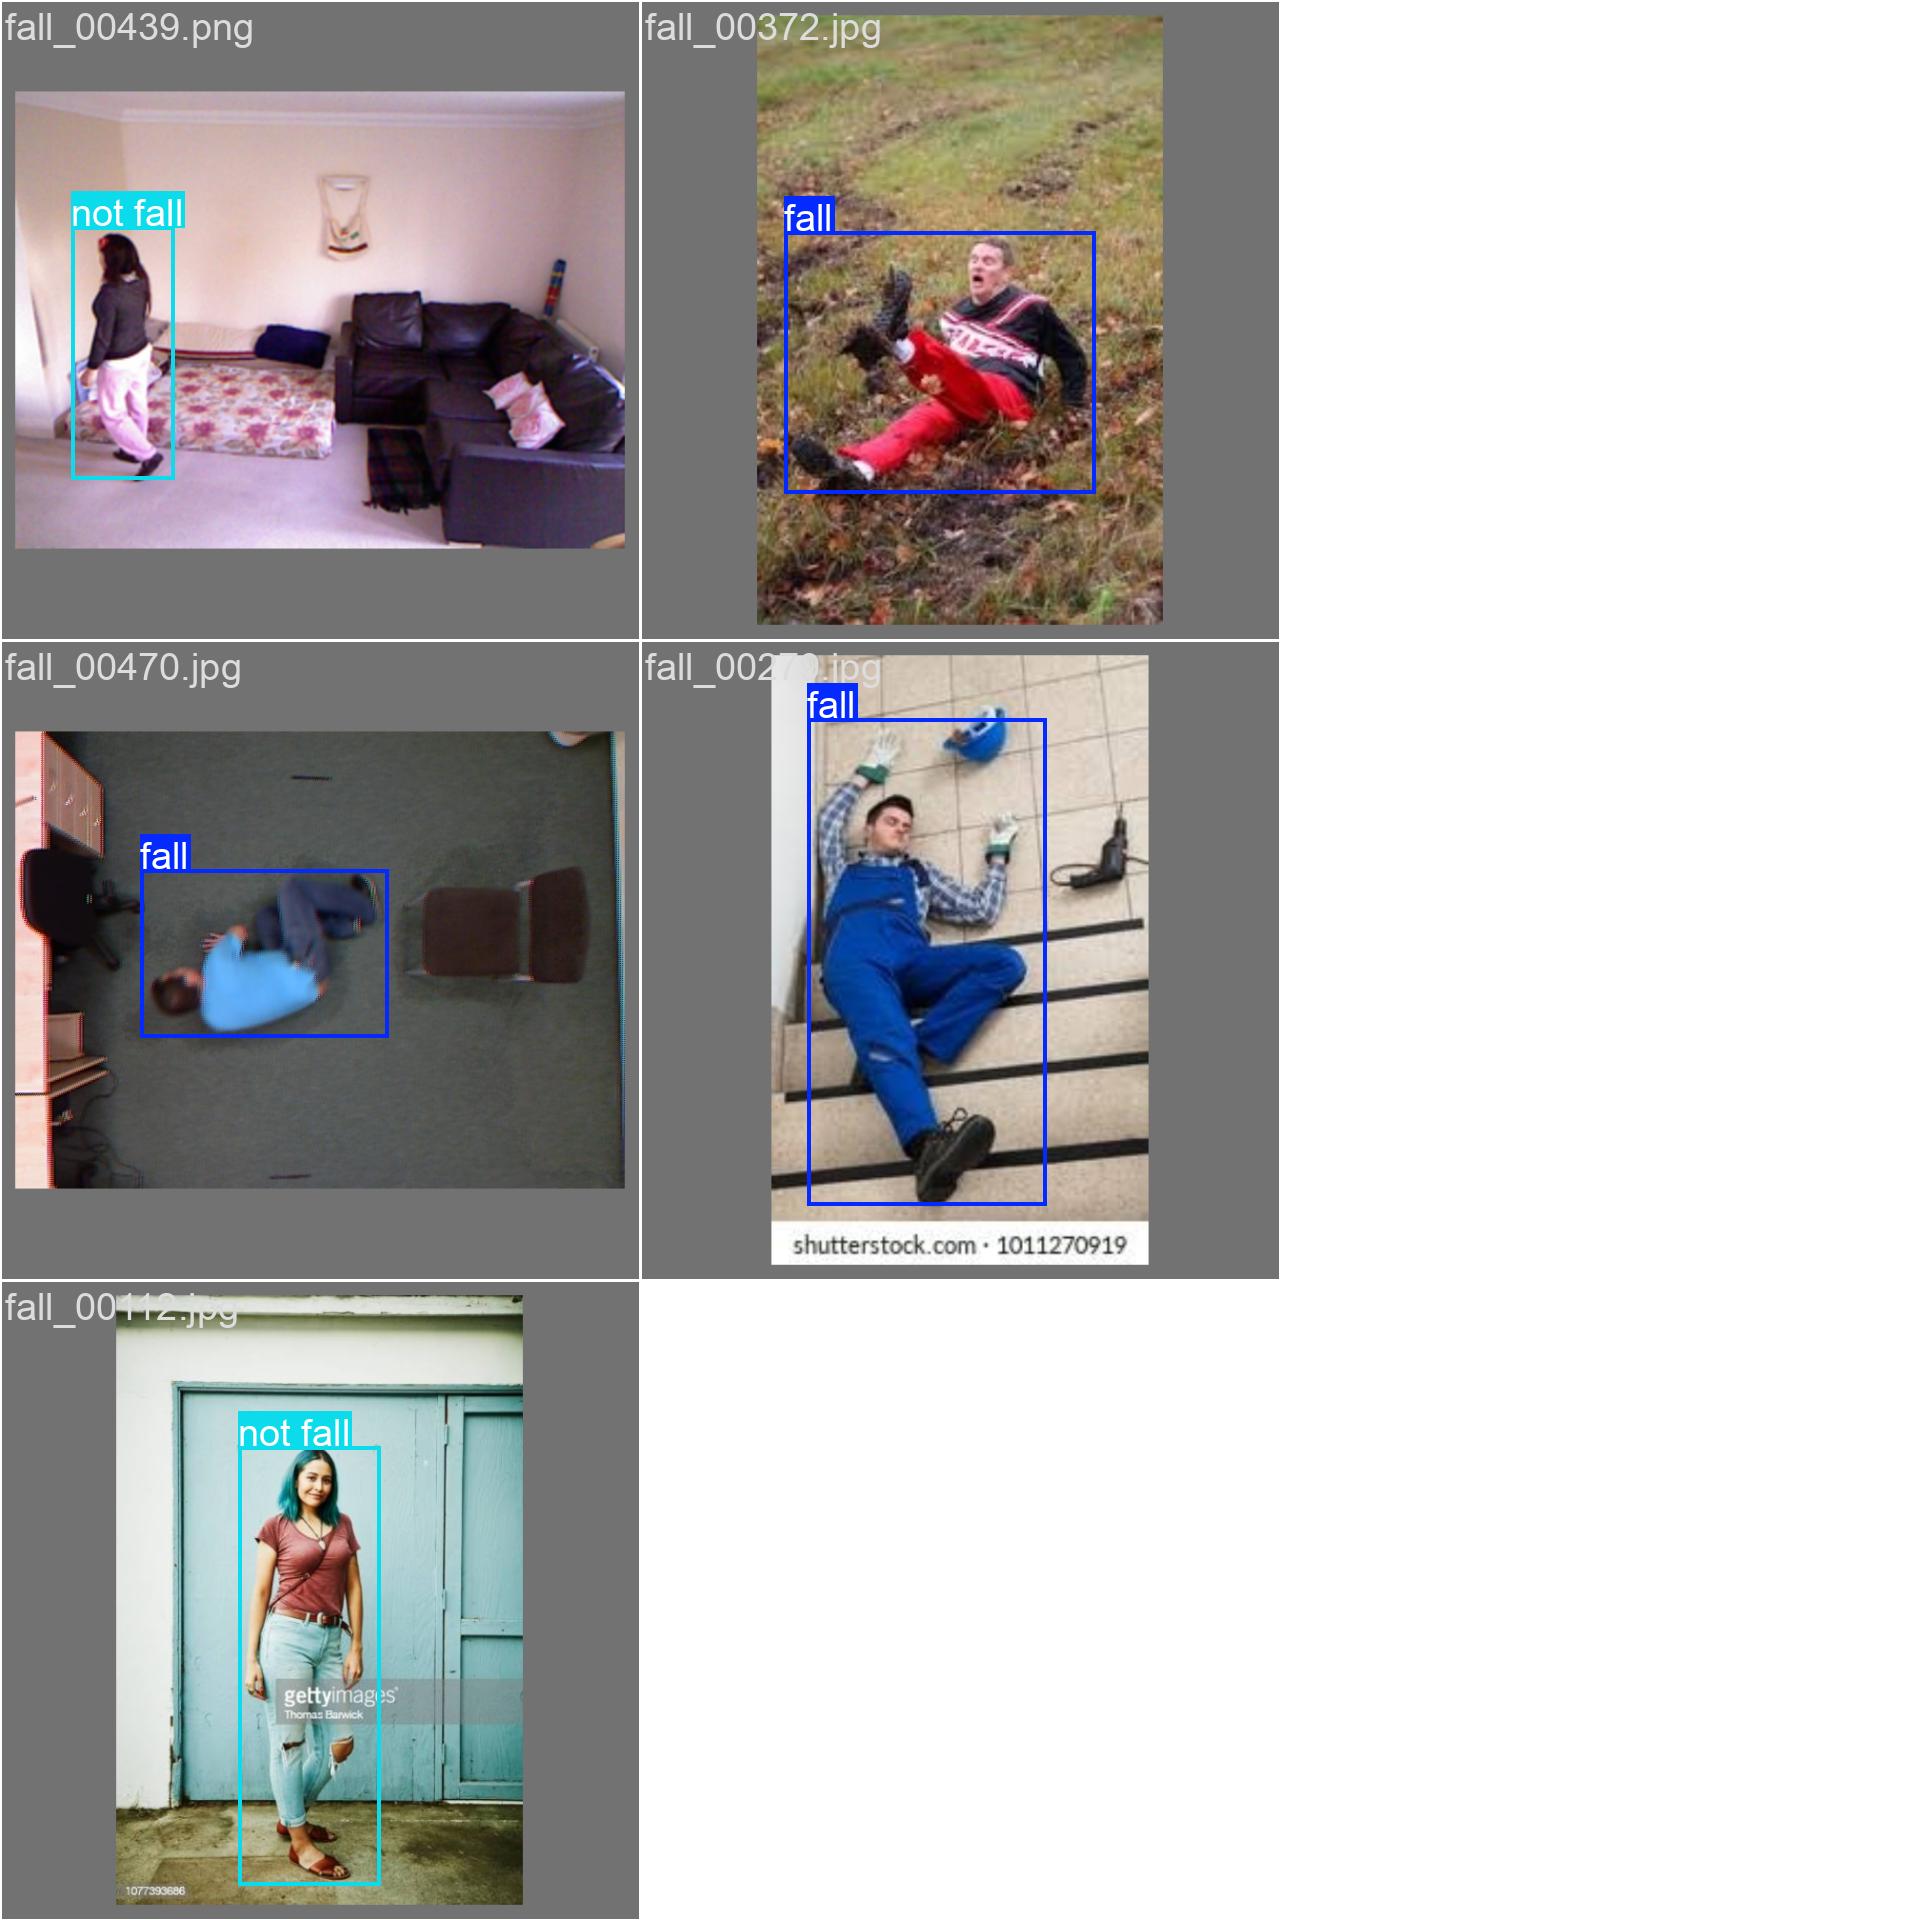 fall_00439.png
not fall
fall_00372.jpg
fall
fall_00470.jpg
fall
fall_00279.jpg
fall
shutterstock.com · 1011270919
fall_00112.jpg
not fall
gettyimages®
Thomas Barwick
1077393686